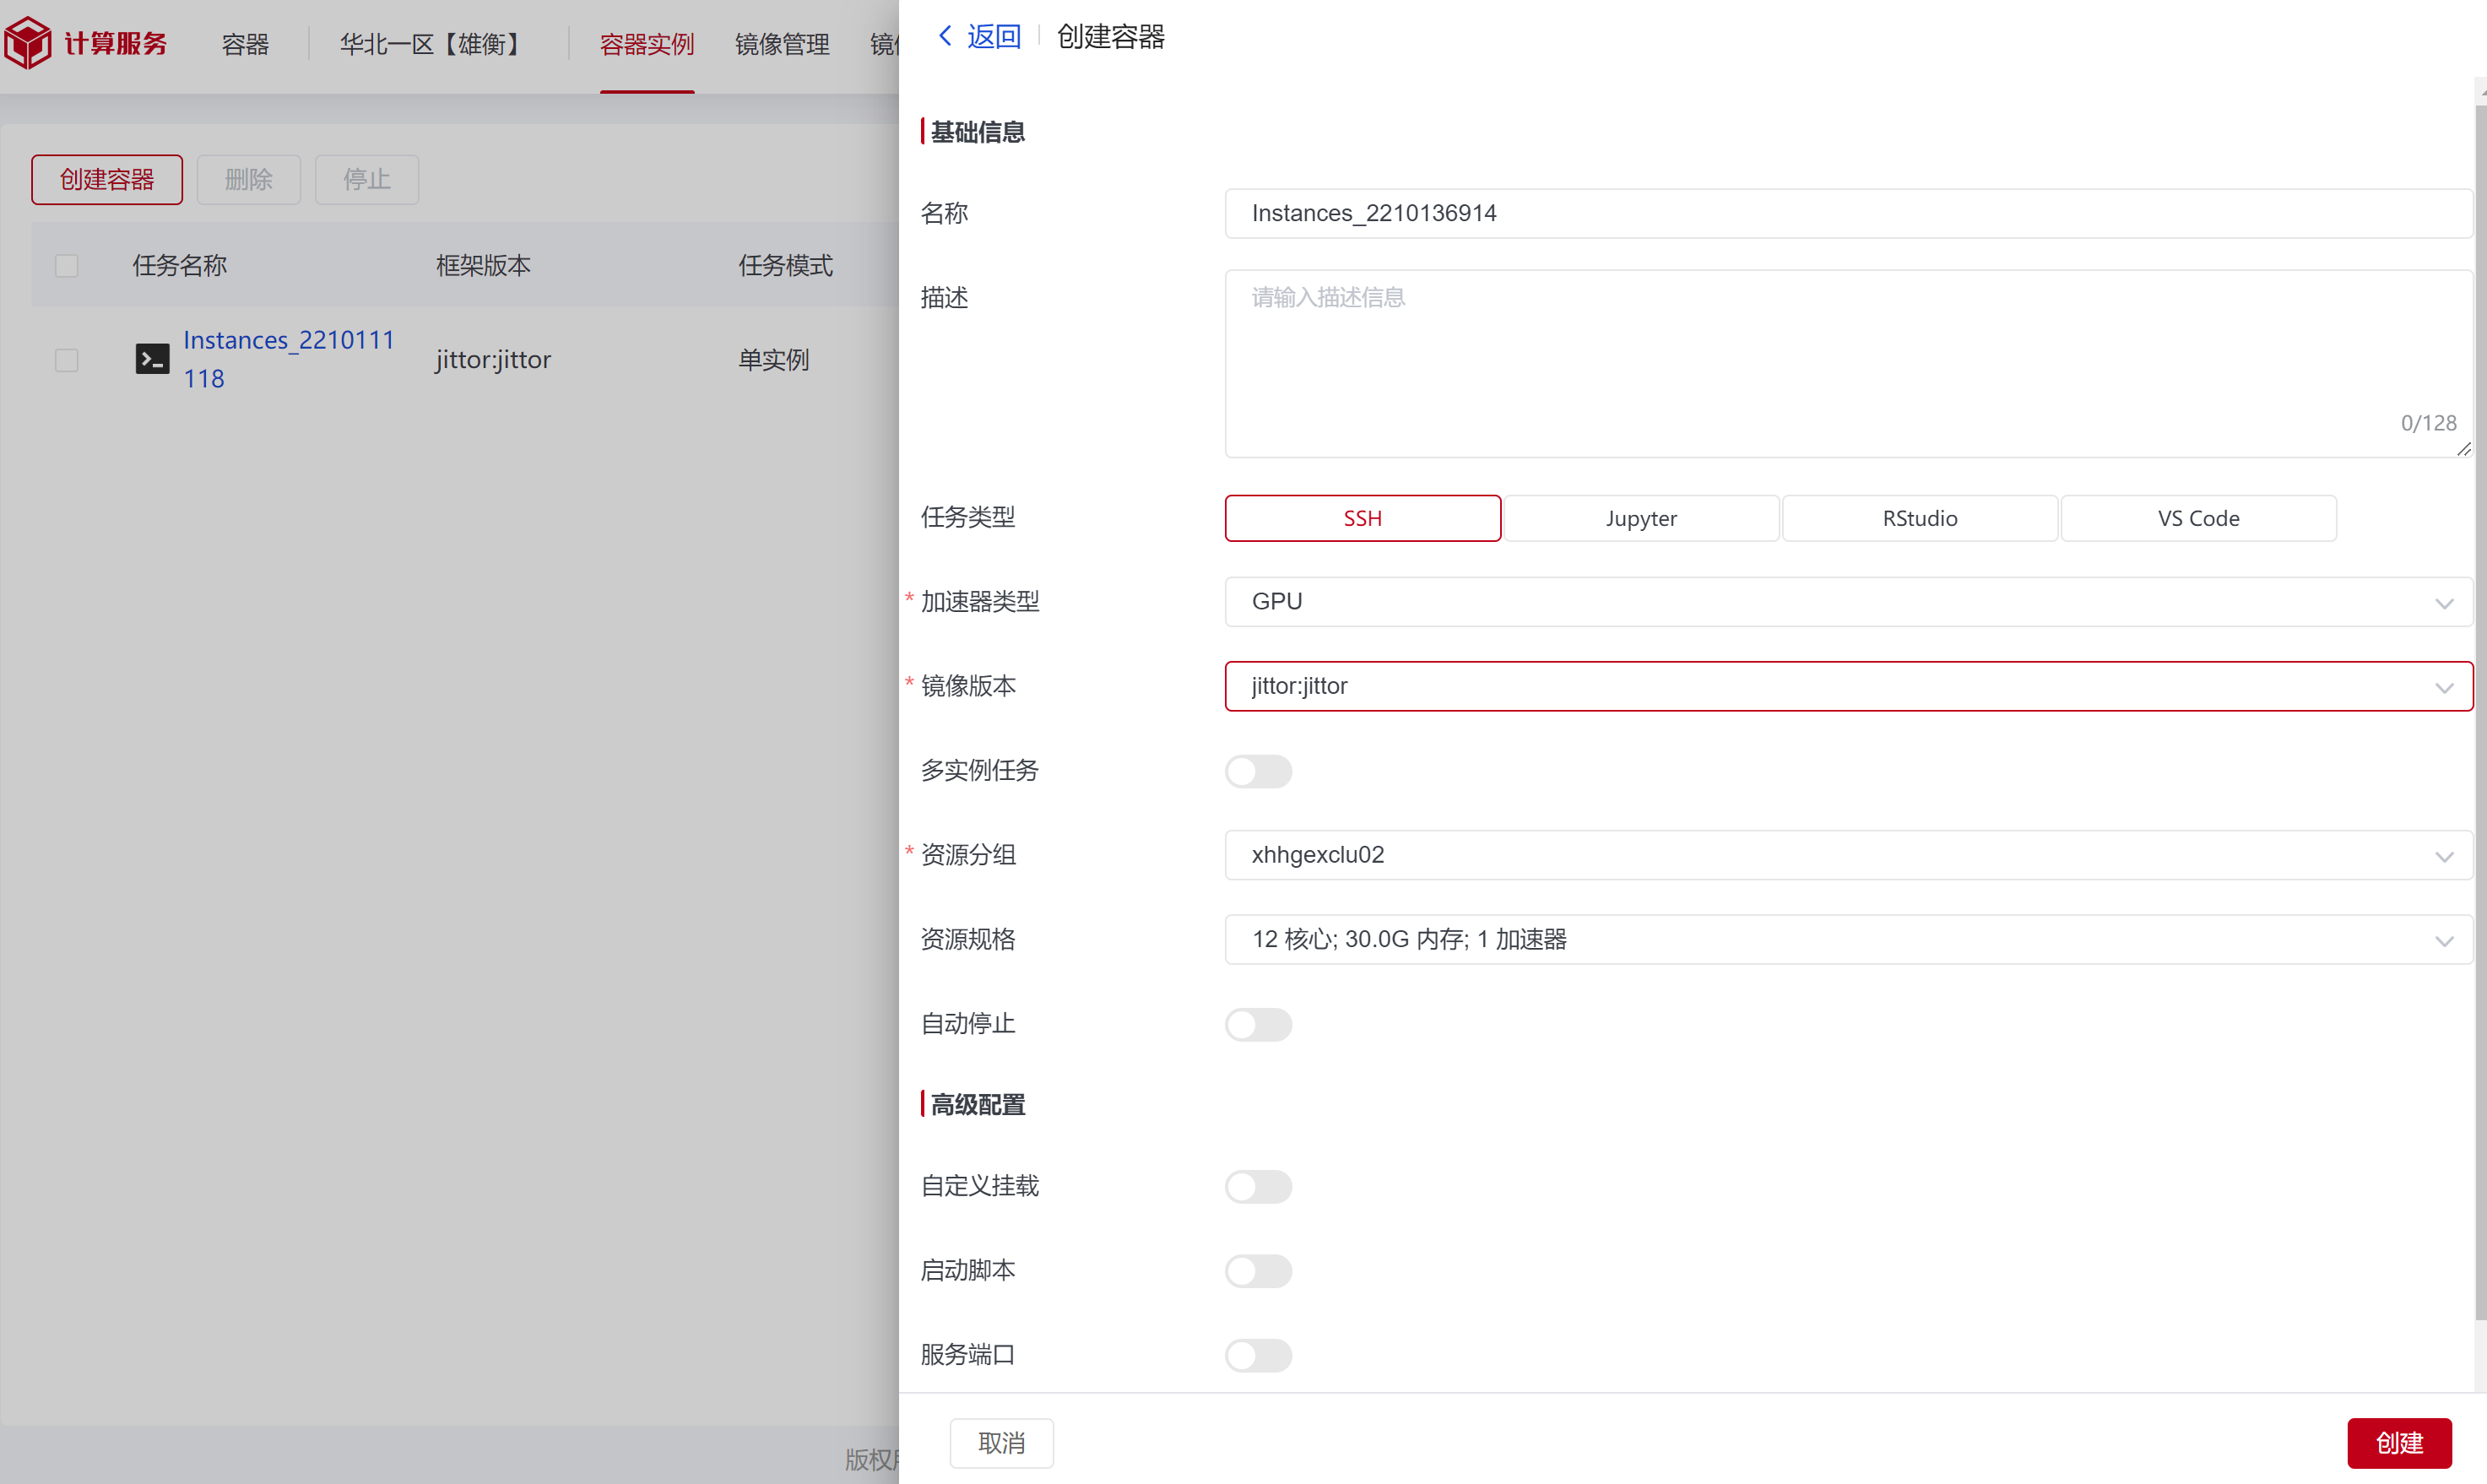 计算服务
容器
华北一区【雄衡】
容器实例
镜像管理
创建容器
删除
停止
任务名称
框架版本
任务模式
Instances_2210111
118
jittor:jittor
单实例
返回
创建容器
基础信息
名称
Instances_2210136914
描述
请输入描述信息
0/128
任务类型
SSH
Jupyter
RStudio
VS Code
* 加速器类型
GPU
* 镜像版本
jittor:jittor
多实例任务
* 资源分组
xhhgexclu02
资源规格
12 核心; 30.0G 内存; 1 加速器
自动停止
高级配置
自定义挂载
启动脚本
服务端口
版权
取消
创建